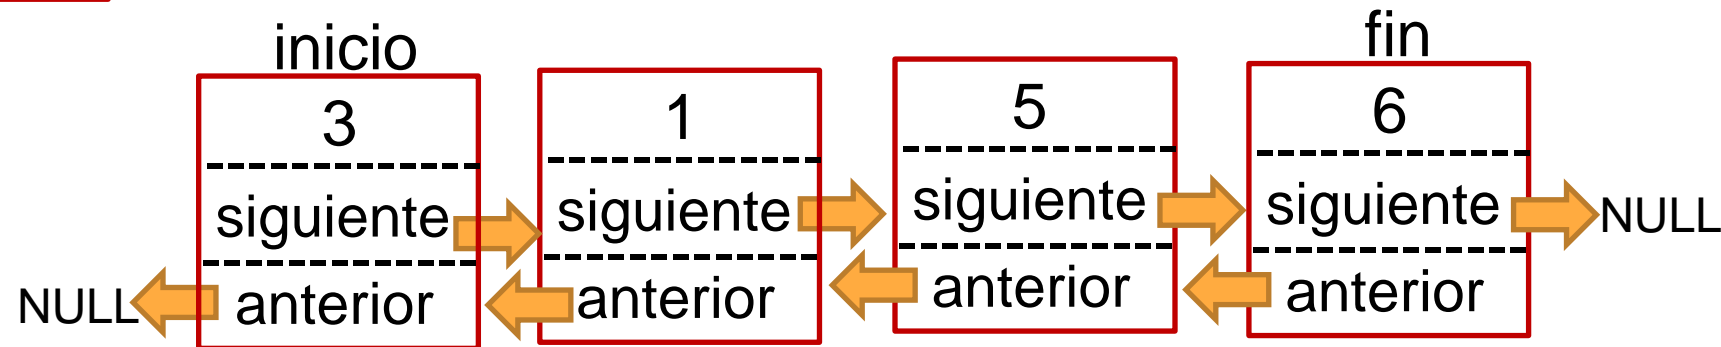 inicio
fin
3
1
5
6
siguiente
siguiente
siguiente
siguiente
NULL
NULL
anterior
anterior
anterior
anterior